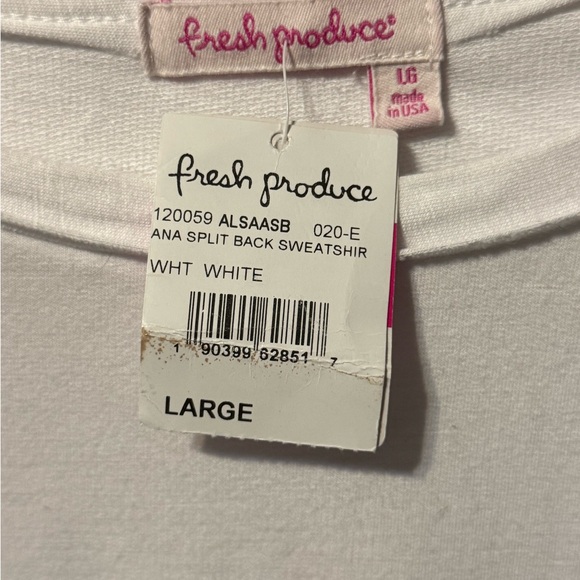 fresh produce®
LG
made
in USA
fresh produce
120059 ALSAASB 020-E
ANA SPLIT BACK SWEATSHIR
WHT WHITE
1 90399 62851 7
LARGE